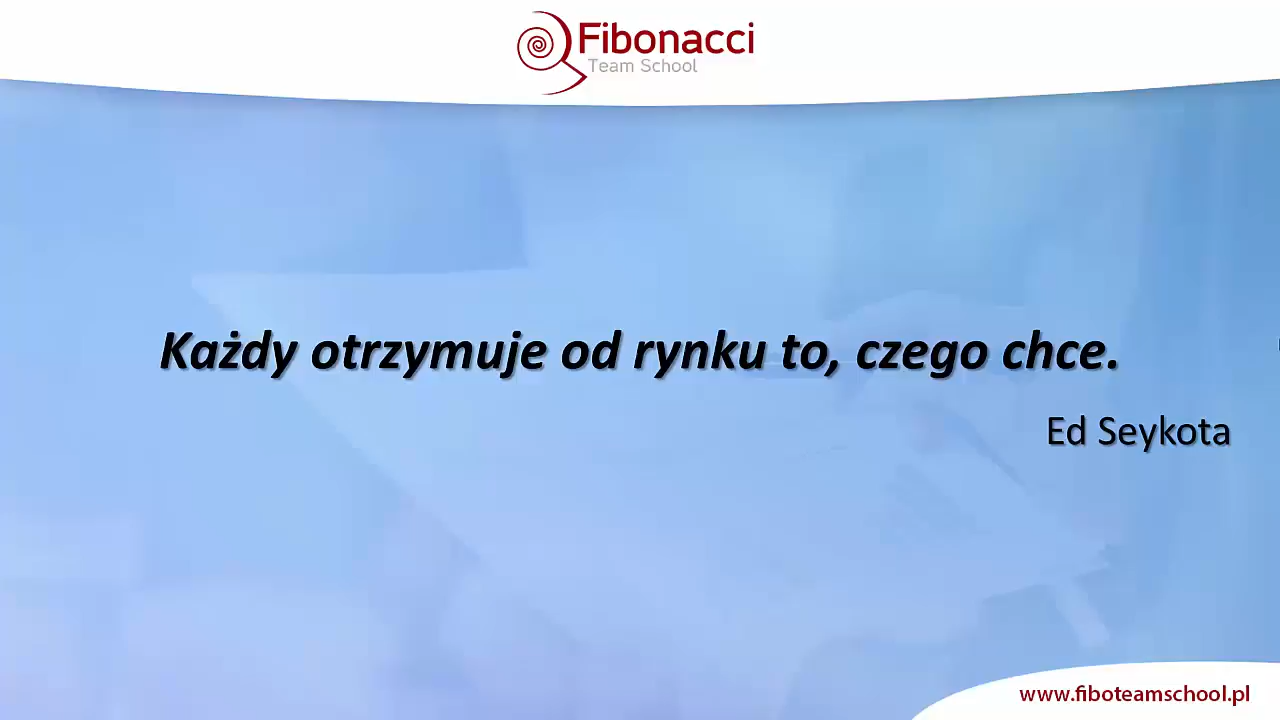 Fibonacci
Team School
Każdy otrzymuje od rynku to, czego chce.
Ed Seykota
www.fiboteamschool.pl